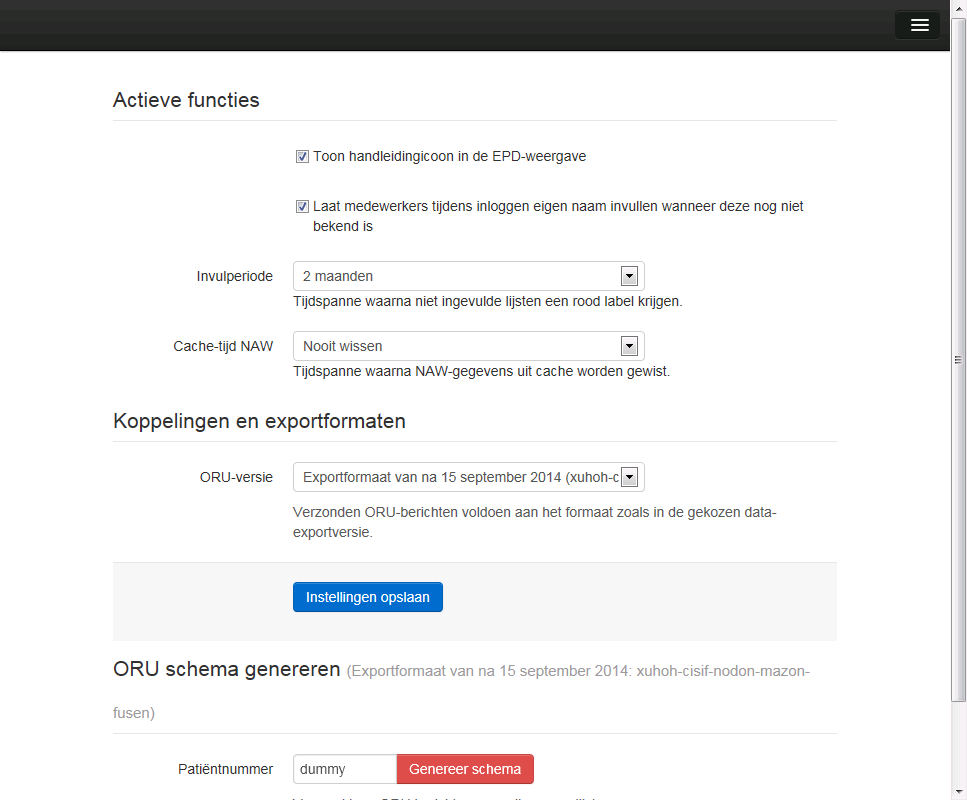 Actieve functies
Toon handleidingicoon in de EPD-weergave
Laat medewerkers tijdens inloggen eigen naam invullen wanneer deze nog niet
bekend is
Invulperiode
2 maanden
Tijdspanne waarna niet ingevulde lijsten een rood label krijgen.
Cache-tijd NAW
Nooit wissen
Tijdspanne waarna NAW-gegevens uit cache worden gewist.
Koppelingen en exportformaten
ORU-versie
Exportformaat van na 15 september 2014 (xuhoh-c
Verzonden ORU-berichten voldoen aan het formaat zoals in de gekozen data-
exportversie.
Instellingen opslaan
ORU schema genereren (Exportformaat van na 15 september 2014: xuhoh-cisif-nodon-mazon-
fusen)
Patiëntnummer
dummy
Genereer schema